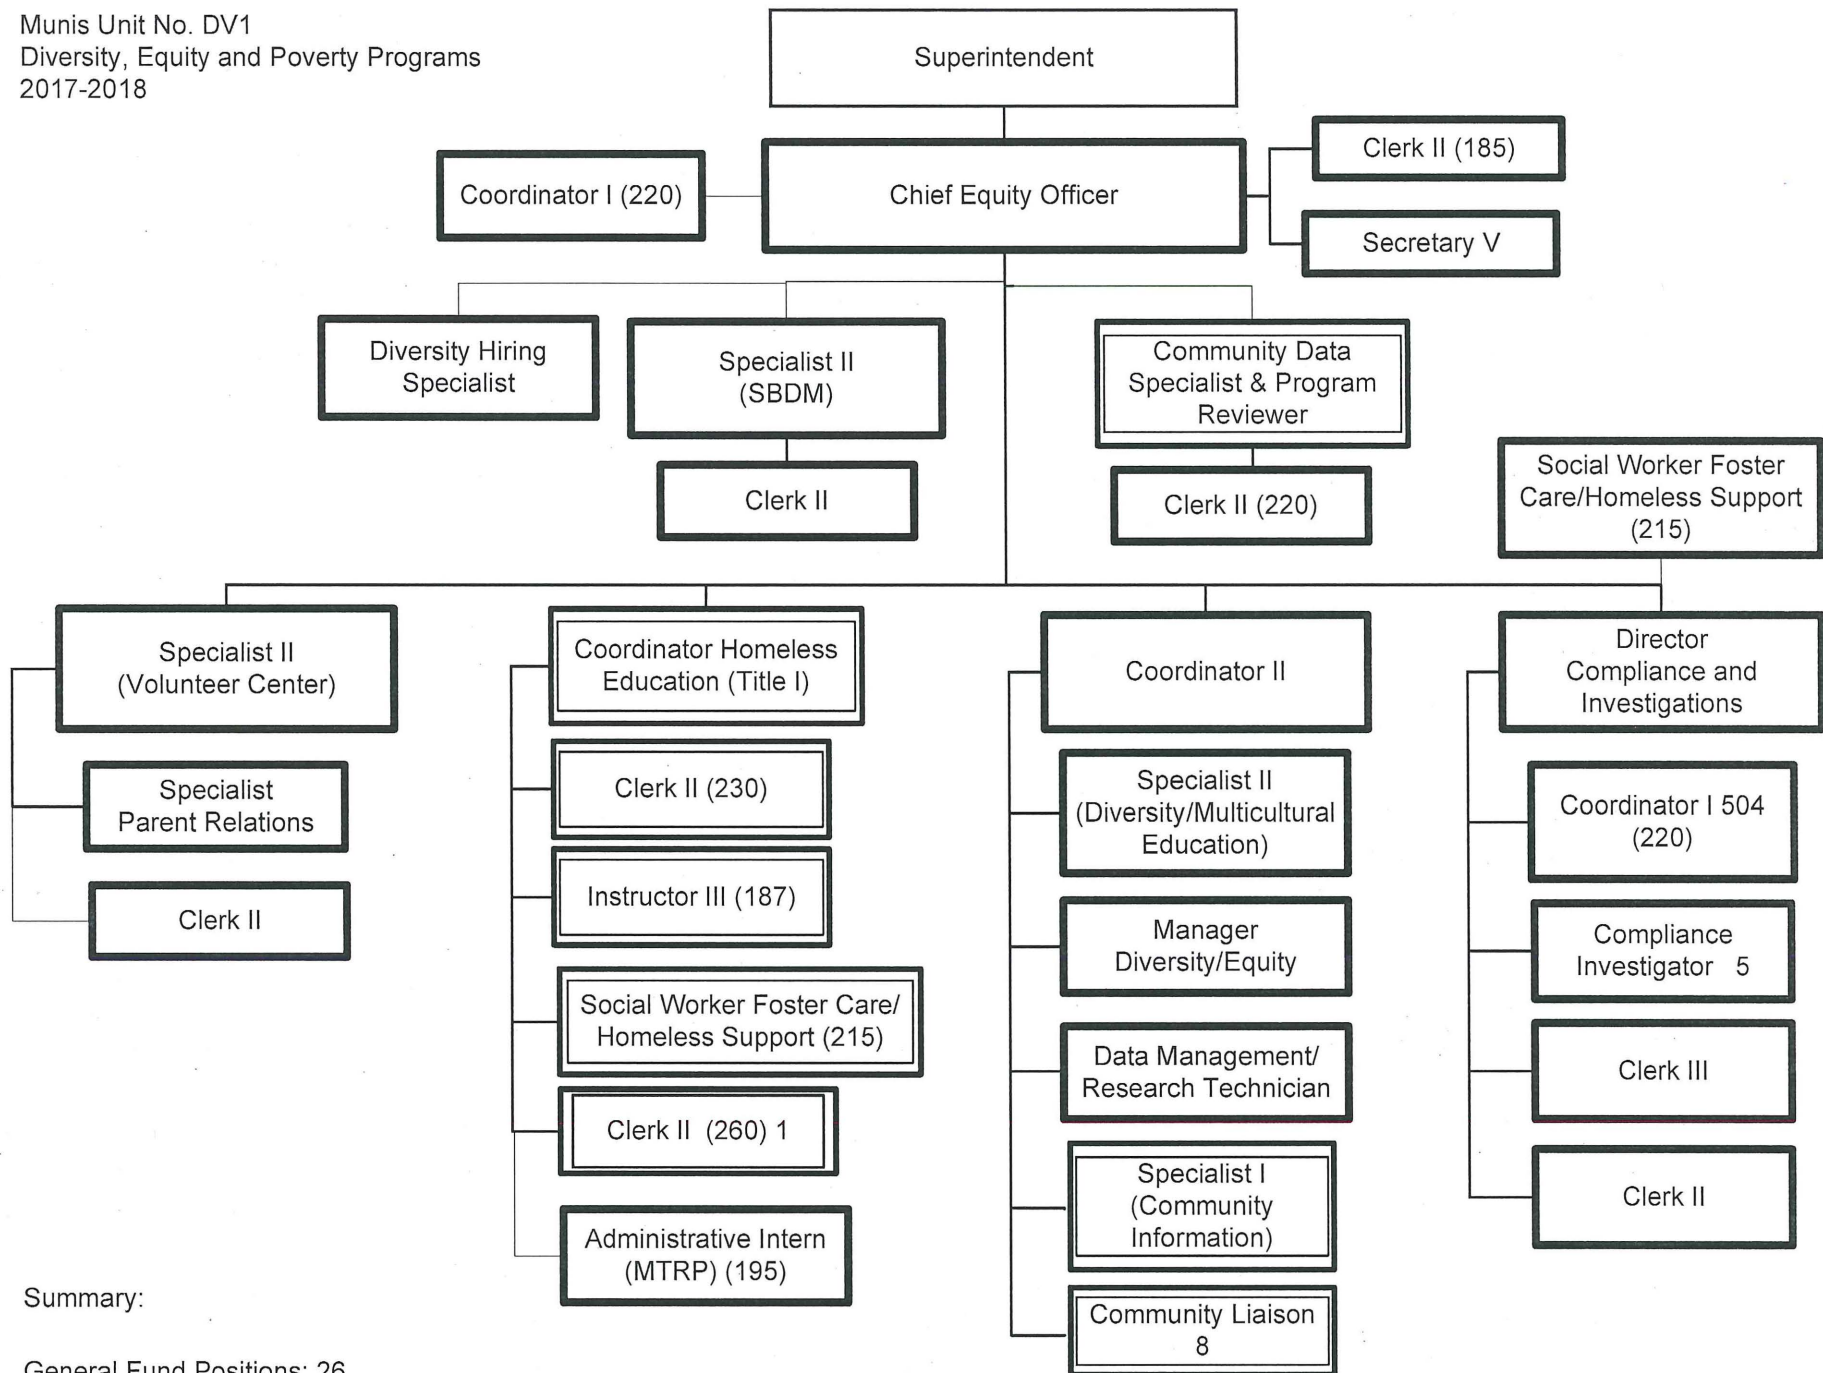 Munis Unit No. DV1
Diversity, Equity and Poverty Programs
2017-2018
Superintendent
Chief Equity Officer
Coordinator I (220)
Clerk II (185)
Secretary V
Diversity Hiring
Specialist
Specialist II
(SBDM)
Clerk II
Community Data
Specialist & Program
Reviewer
Clerk II (220)
Social Worker Foster
Care/Homeless Support
(215)
Specialist II
(Volunteer Center)
Specialist
Parent Relations
Clerk II
Coordinator Homeless
Education (Title I)
Clerk II (230)
Instructor III (187)
Social Worker Foster Care/
Homeless Support (215)
Clerk II (260) 1
Administrative Intern
(MTRP) (195)
Coordinator II
Specialist II
(Diversity/Multicultural
Education)
Manager
Diversity/Equity
Data Management/
Research Technician
Specialist I
(Community
Information)
Community Liaison
8
Director
Compliance and
Investigations
Coordinator I 504
(220)
Compliance
Investigator 5
Clerk III
Clerk II
Summary:
General Fund Positions: 26